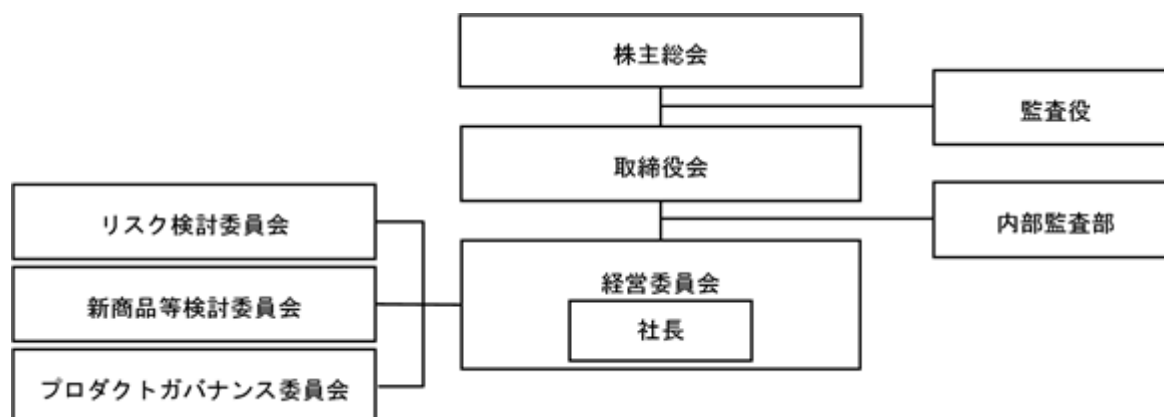 株主総会
監査役
取締役会
リスク検討委員会
内部監査部
経営委員会
新商品等検討委員会
社長
プロダクトガバナンス委員会